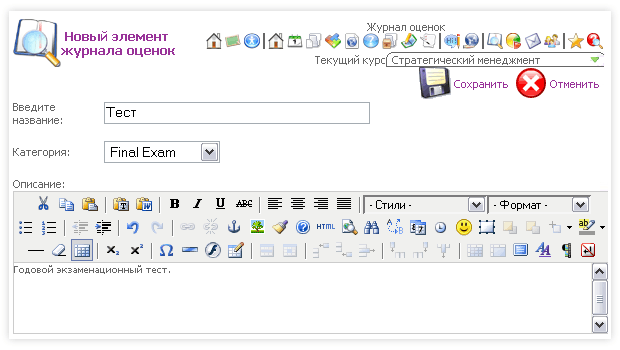 Новый элемент
журнала оценок
Журнал оценок
Текущий курс Стратегический менеджмент
Сохранить Отменить
Введите
название:
Тест
Категория: Final Exam
Описание:
B I U ABC - Стили - - Формат -
HTML
Годовой экзаменационный тест.